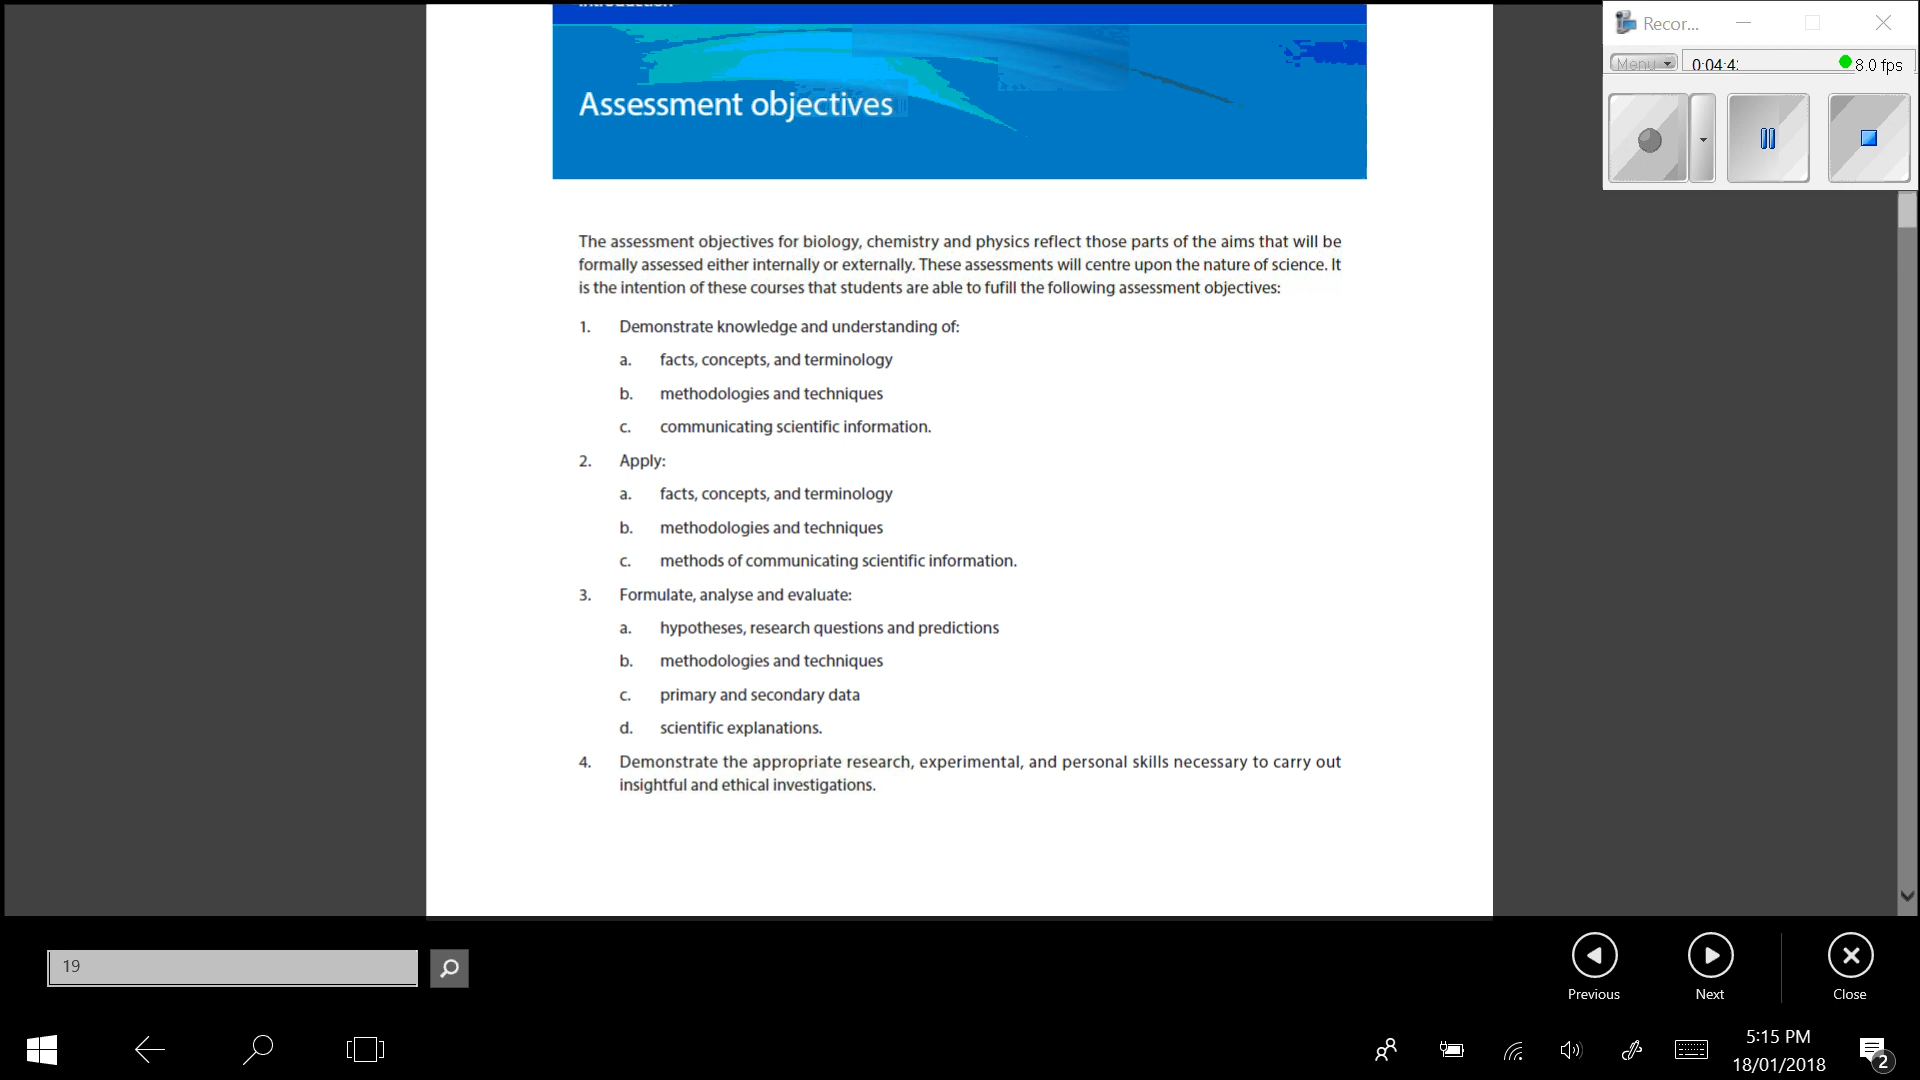 Introduction
Recor...
Menu
0:04:4
8.0 fps
Assessment objectives
The assessment objectives for biology, chemistry and physics reflect those parts of the aims that will be
formally assessed either internally or externally. These assessments will centre upon the nature of science. It
is the intention of these courses that students are able to fufill the following assessment objectives:
1. Demonstrate knowledge and understanding of:
a. facts, concepts, and terminology
b. methodologies and techniques
c. communicating scientific information.
2. Apply:
a. facts, concepts, and terminology
b. methodologies and techniques
c. methods of communicating scientific information.
3. Formulate, analyse and evaluate:
a. hypotheses, research questions and predictions
b. methodologies and techniques
c. primary and secondary data
d. scientific explanations.
4. Demonstrate the appropriate research, experimental, and personal skills necessary to carry out
insightful and ethical investigations.
19
Previous
Next
Close
5:15 PM
18/01/2018
2